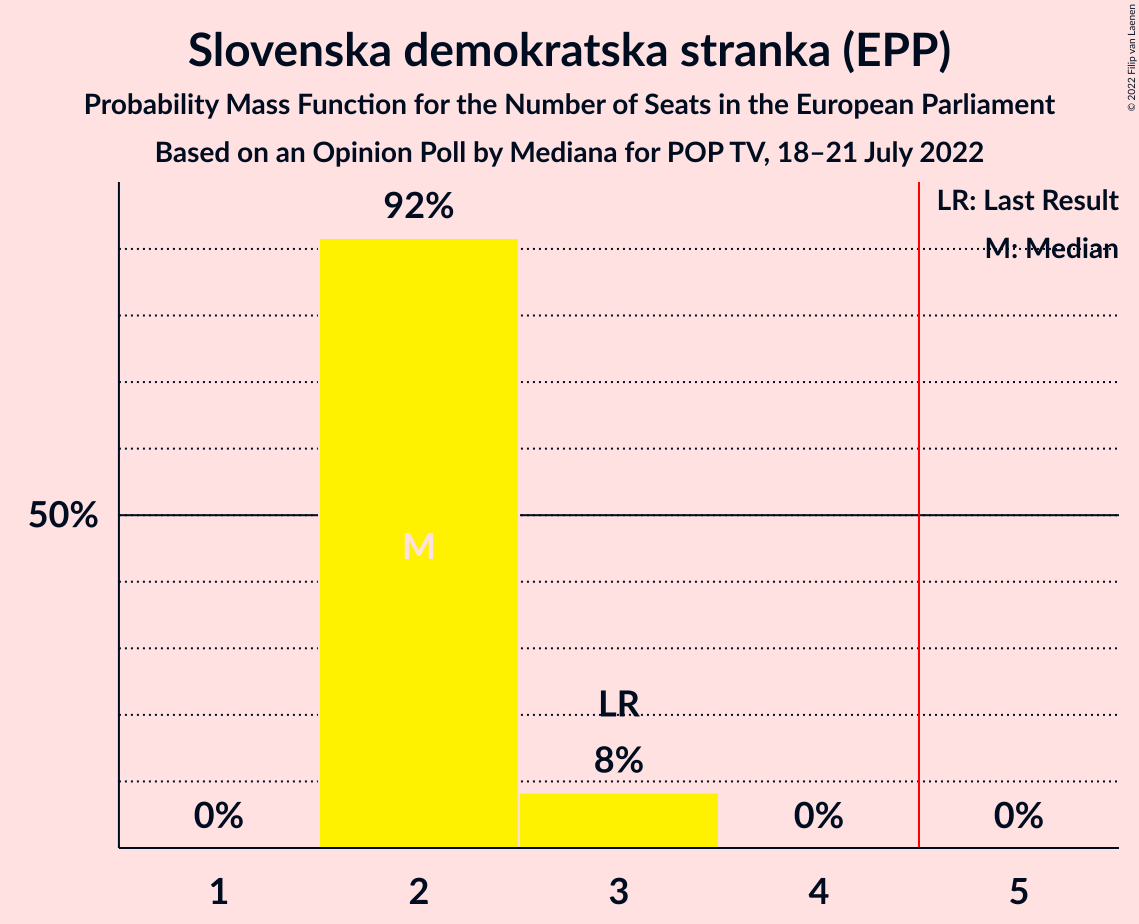 Slovenska demokratska stranka (EPP)
Probability Mass Function for the Number of Seats in the European Parliament
Based on an Opinion Poll by Mediana for POP TV, 18–21 July 2022
© 2022 Filip van Laenen
92%
LR: Last Result
M: Median
50%
M
LR
8%
0%
0%
0%
1
2
3
4
5